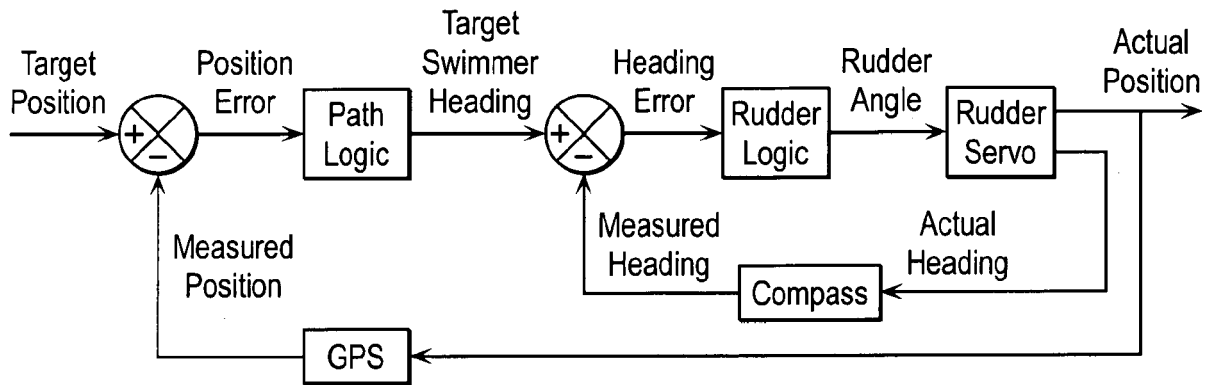 Target
Position
+
−
Position
Error
Path
Logic
Target
Swimmer
Heading
+
−
Heading
Error
Rudder
Logic
Rudder
Angle
Rudder
Servo
Actual
Position
Measured
Position
Measured
Heading
Compass
Actual
Heading
GPS